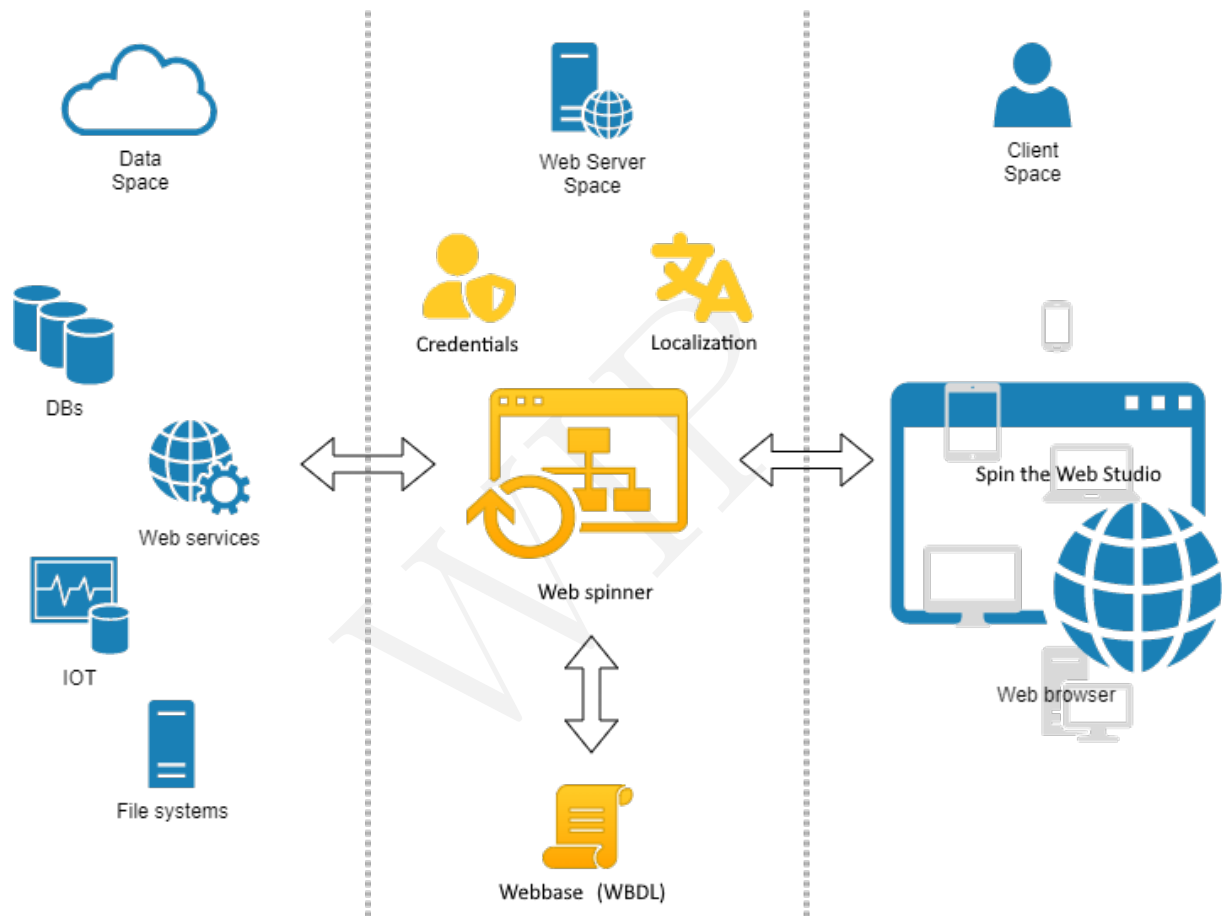 Data
Space
Web Server
Space
Client
Space
Credentials
Localization
DBs
Web services
IOT
File systems
Web spinner
Webbase (WBDL)
Spin the Web Studio
Web browser
WIP